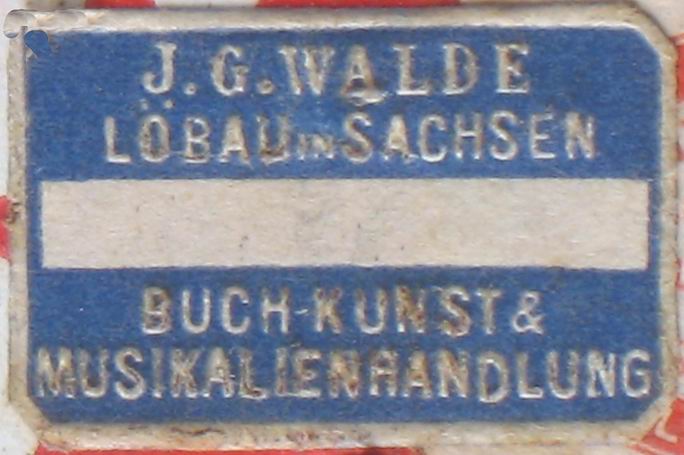 J. G. WALDE
LÖBAU IN SACHSEN
BUCH-KUNST &
MUSIKALIENHANDLUNG